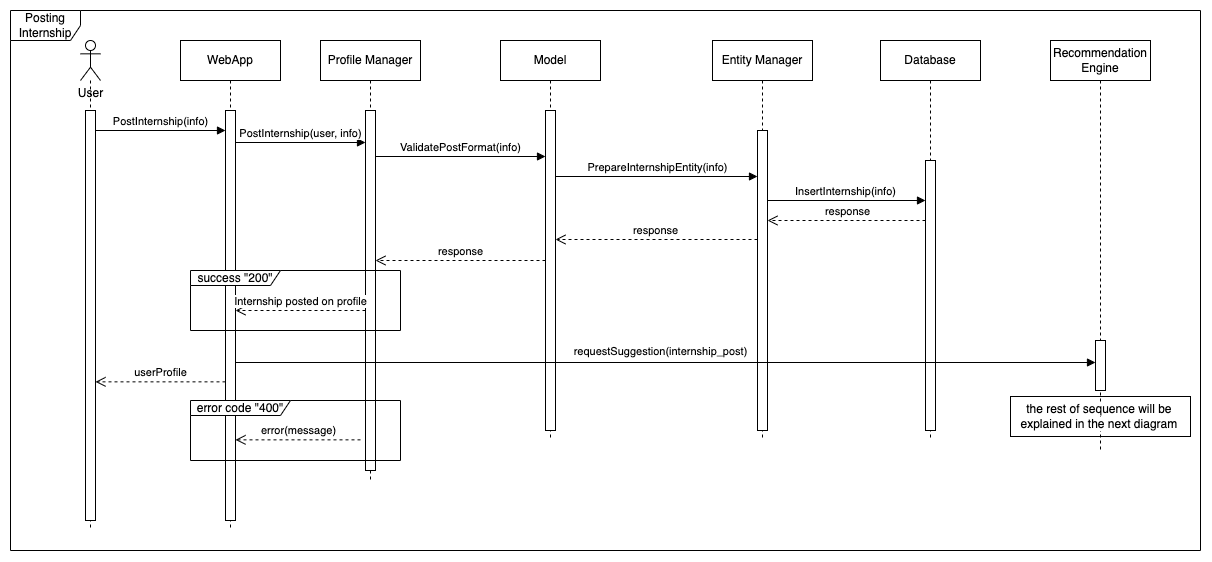 Posting
Internship
User
WebApp
Profile Manager
Model
Entity Manager
Database
Recommendation
Engine
PostInternship(info)
PostInternship(user, info)
ValidatePostFormat(info)
PrepareInternshipEntity(info)
InsertInternship(info)
response
response
response
success "200"
Internship posted on profile
requestSuggestion(internship_post)
userProfile
error code "400"
error(message)
the rest of sequence will be
explained in the next diagram